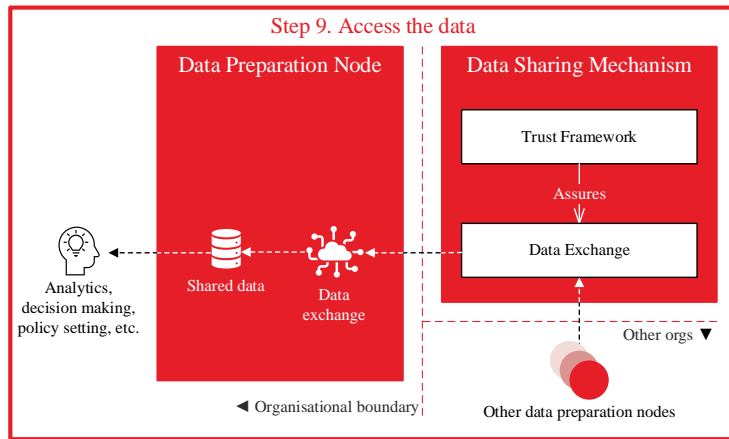 Step 9. Access the data
Data Preparation Node
Data Sharing Mechanism
Trust Framework
Assures
Data Exchange
Shared data
Data
exchange
Analytics,
decision making,
policy setting, etc.
Other orgs ▼
◄ Organisational boundary
Other data preparation nodes